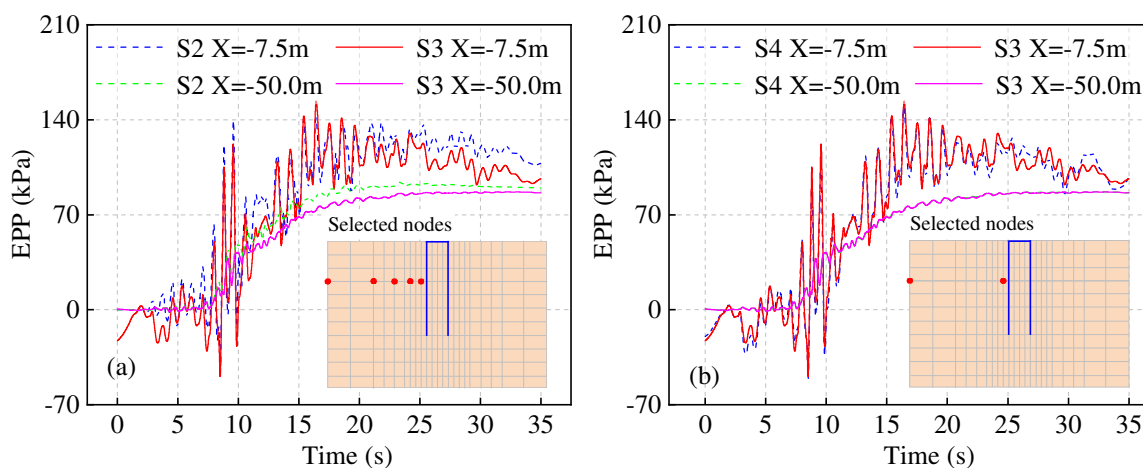 210
140
70
0
-70
EPP (kPa)
S2 X=-7.5m
S3 X=-7.5m
S2 X=-50.0m
S3 X=-50.0m
Selected nodes
(a)
0 5 10 15 20 25 30 35
Time (s)
210
140
70
0
-70
EPP (kPa)
S4 X=-7.5m
S3 X=-7.5m
S4 X=-50.0m
S3 X=-50.0m
Selected nodes
(b)
0 5 10 15 20 25 30 35
Time (s)